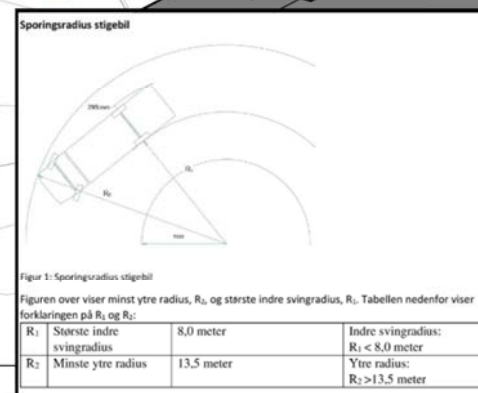 Sporingsradius stigebil
R₁
R₂
Figur 1: Sporingsradius stigebil
Figuren over viser minst ytre radius, R₂, og største indre svingradius, R₁. Tabellen nedenfor viser
forklaringen på R₁ og R₂:
R₁ Største indre svingradius 8,0 meter Indre svingradius: R₁ < 8,0 meter
R₂ Minste ytre radius 13,5 meter Ytre radius: R₂ >13,5 meter